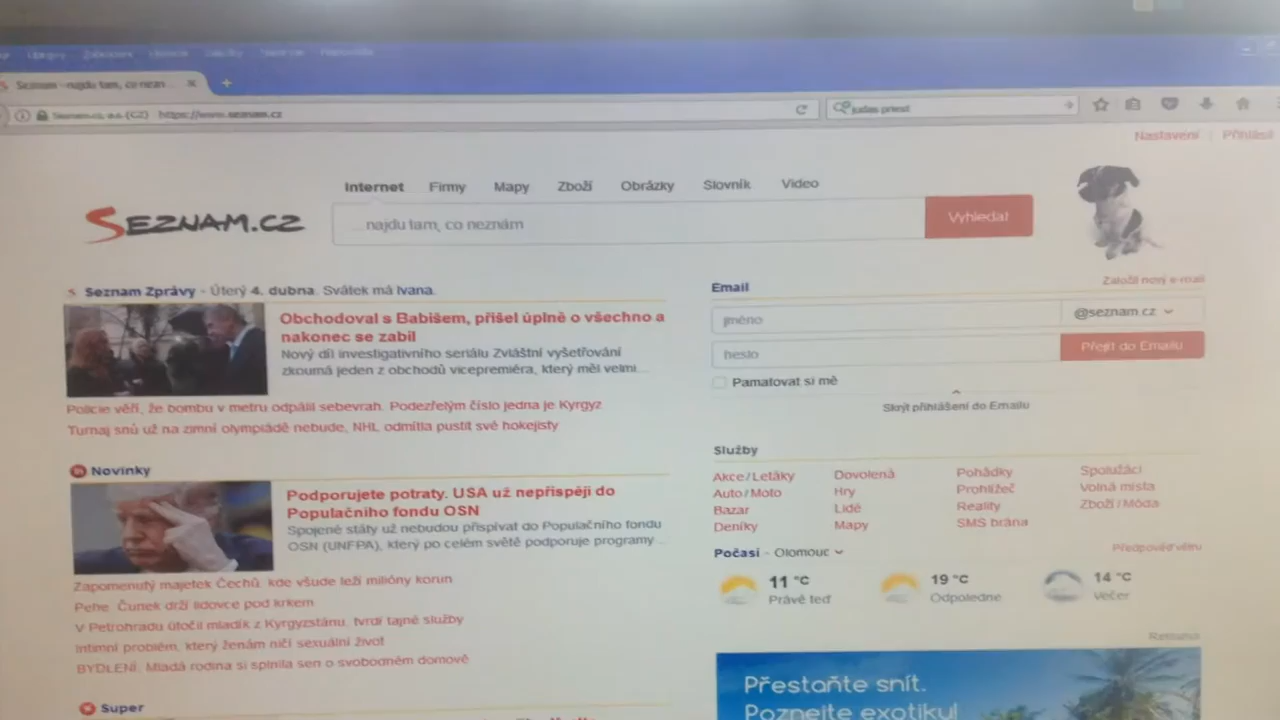 Seznam - najdu tam, co nezn
Seznam.cz, a.s. (CZ) https://www.seznam.cz
judas priest
Nastavení | Přihlásit
Internet Firmy Mapy Zboží Obrázky Slovník Video
SEZNAM.CZ
... najdu tam, co neznám
Vyhledat
Seznam Zprávy - Úterý 4. dubna. Svátek má Ivana.
Obchodoval s Babišem, přišel úplně o všechno a
nakonec se zabil
Nový díl investigativního seriálu Zvláštní vyšetřování
zkoumá jeden z obchodů vicepremiéra, který měl velmi...
Policie věří, že bombu v metru odpálil sebevrah. Podezřelým číslo jedna je Kyrgyz
Turnaj snů už na zimní olympiádě nebude, NHL odmítla pustit své hokejisty
Novinky
Podporujete potraty. USA už nepřispějí do
Populačního fondu OSN
Spojené státy už nebudou přispívat do Populačního fondu
OSN (UNFPA), který po celém světě podporuje programy ...
Zapomenutý majetek Čechů: kde všude leží milióny korun
Petře, Čunek drží lidovce pod krkem
V Petrohradu útočil mladík z Kyrgyzstánu, tvrdí tajné služby
Intimní problém, který ženám ničí sexuální život
BYDLENÍ: Mladá rodina si splnila sen o svobodném domově
Super
Email
Založit nový e-mail
jméno
@seznam.cz
heslo
Přejít do Emailu
Pamatovat si mě
Skrýt přihlášení do Emailu
Služby
Akce/Letáky Dovolená Pohádky Spolužáci
Auto/Moto Hry Prohlížeč Volná místa
Bazar Lidé Reality Zboží/Móda
Deníky Mapy SMS brána
Počasí - Olomouc
Předpověď větru
11 °C 19 °C 14 °C
Právě teď Odpoledne Večer
Reklama
Přestaňte snít.
Poznejte exotiku!